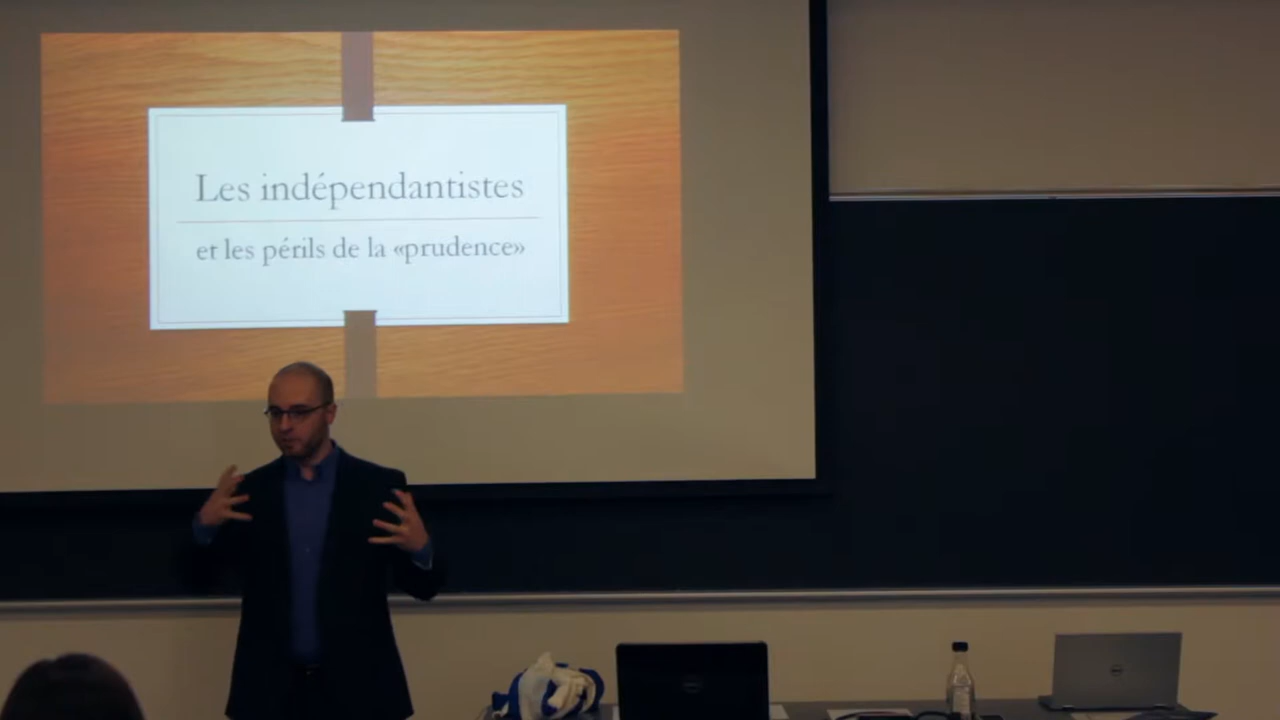 Les indépendantistes
et les périls de la «prudence»